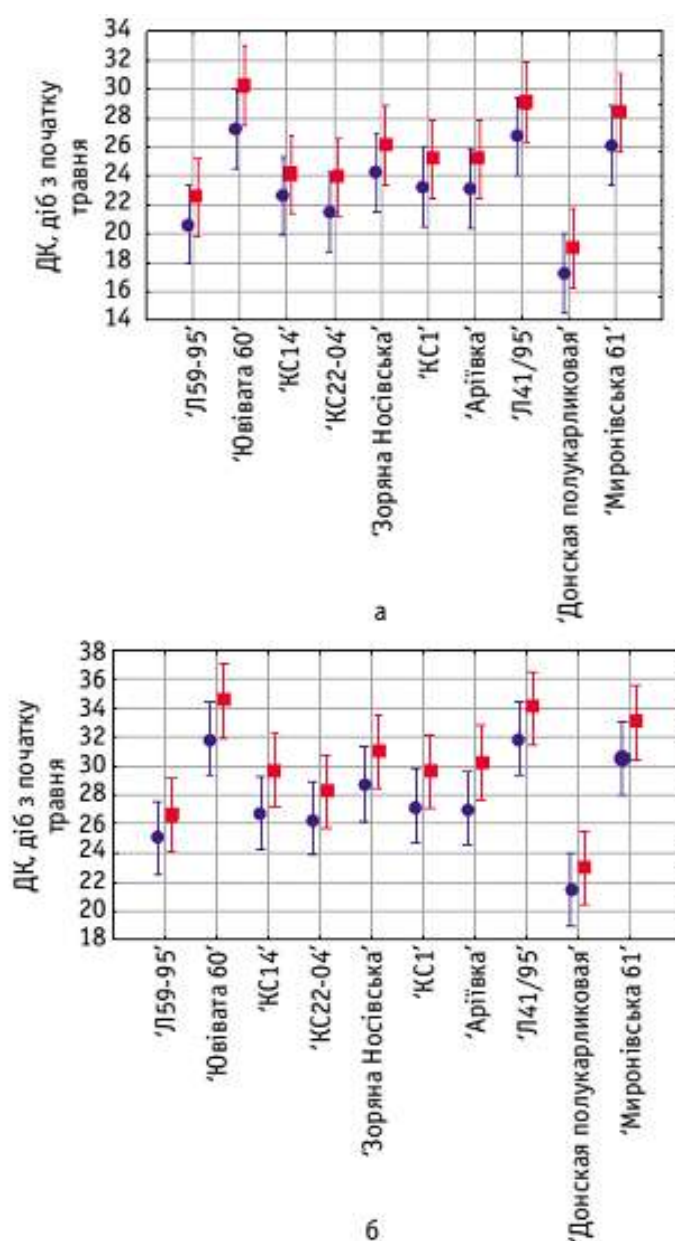 34
32
30
28
26
24
22
20
18
16
14
ДК, діб з початку
травня
‘Л59-95’
‘Ювівата 60’
‘КС14’
‘КС22-04’
‘Зоряна Носівська’
‘КС1’
‘Аріївка’
‘Л41/95’
‘Донская полукарликовая’
‘Миронівська 61’
а
38
36
34
32
30
28
26
24
22
20
18
ДК, діб з початку
травня
‘Л59-95’
‘Ювівата 60’
‘КС14’
‘КС22-04’
‘Зоряна Носівська’
‘КС1’
‘Аріївка’
‘Л41/95’
‘Донская полукарликовая’
‘Миронівська 61’
б